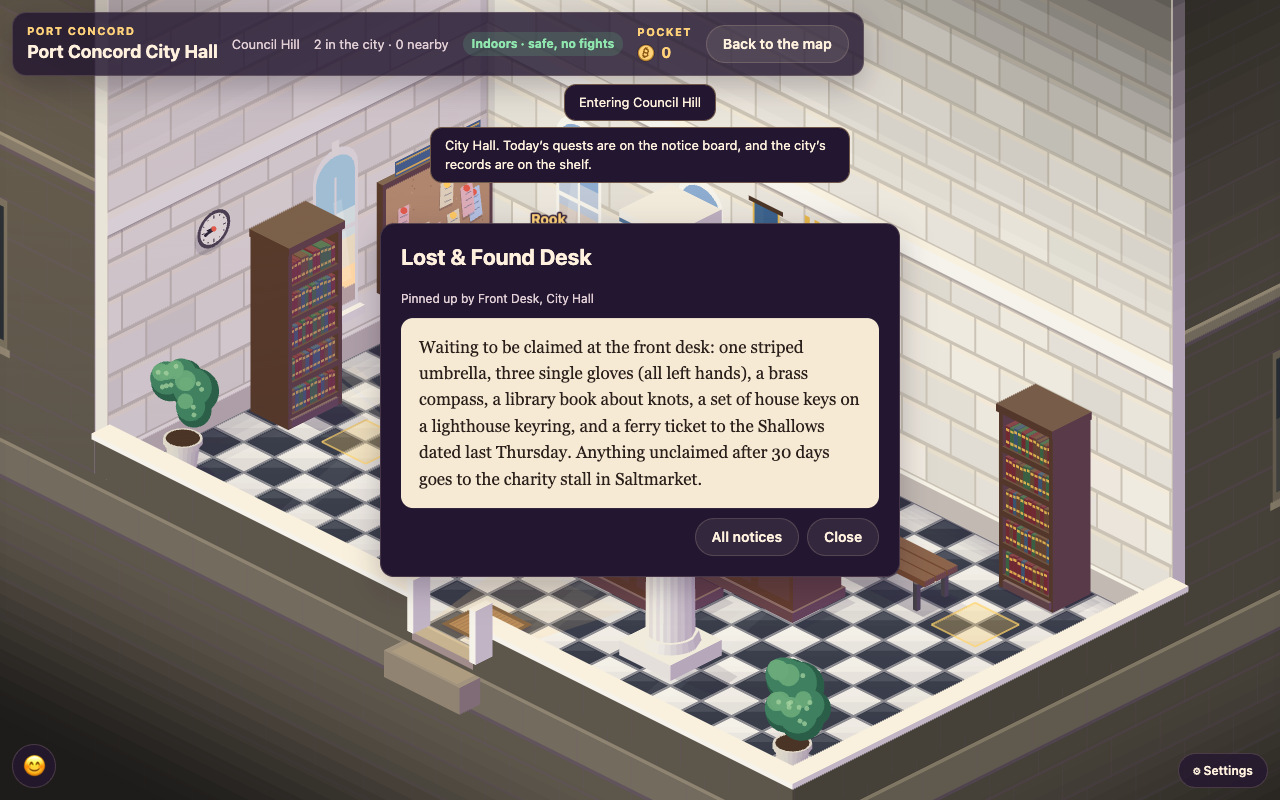 PORT CONCORD
Port Concord City Hall
Council Hill
2 in the city · 0 nearby
Indoors · safe, no fights
POCKET
0
Back to the map
Entering Council Hill
City Hall. Today's quests are on the notice board, and the city's
records are on the shelf.
Rook
Lost & Found Desk
Pinned up by Front Desk, City Hall
Waiting to be claimed at the front desk: one striped
umbrella, three single gloves (all left hands), a brass
compass, a library book about knots, a set of house keys on
a lighthouse keyring, and a ferry ticket to the Shallows
dated last Thursday. Anything unclaimed after 30 days
goes to the charity stall in Saltmarket.
All notices
Close
Settings